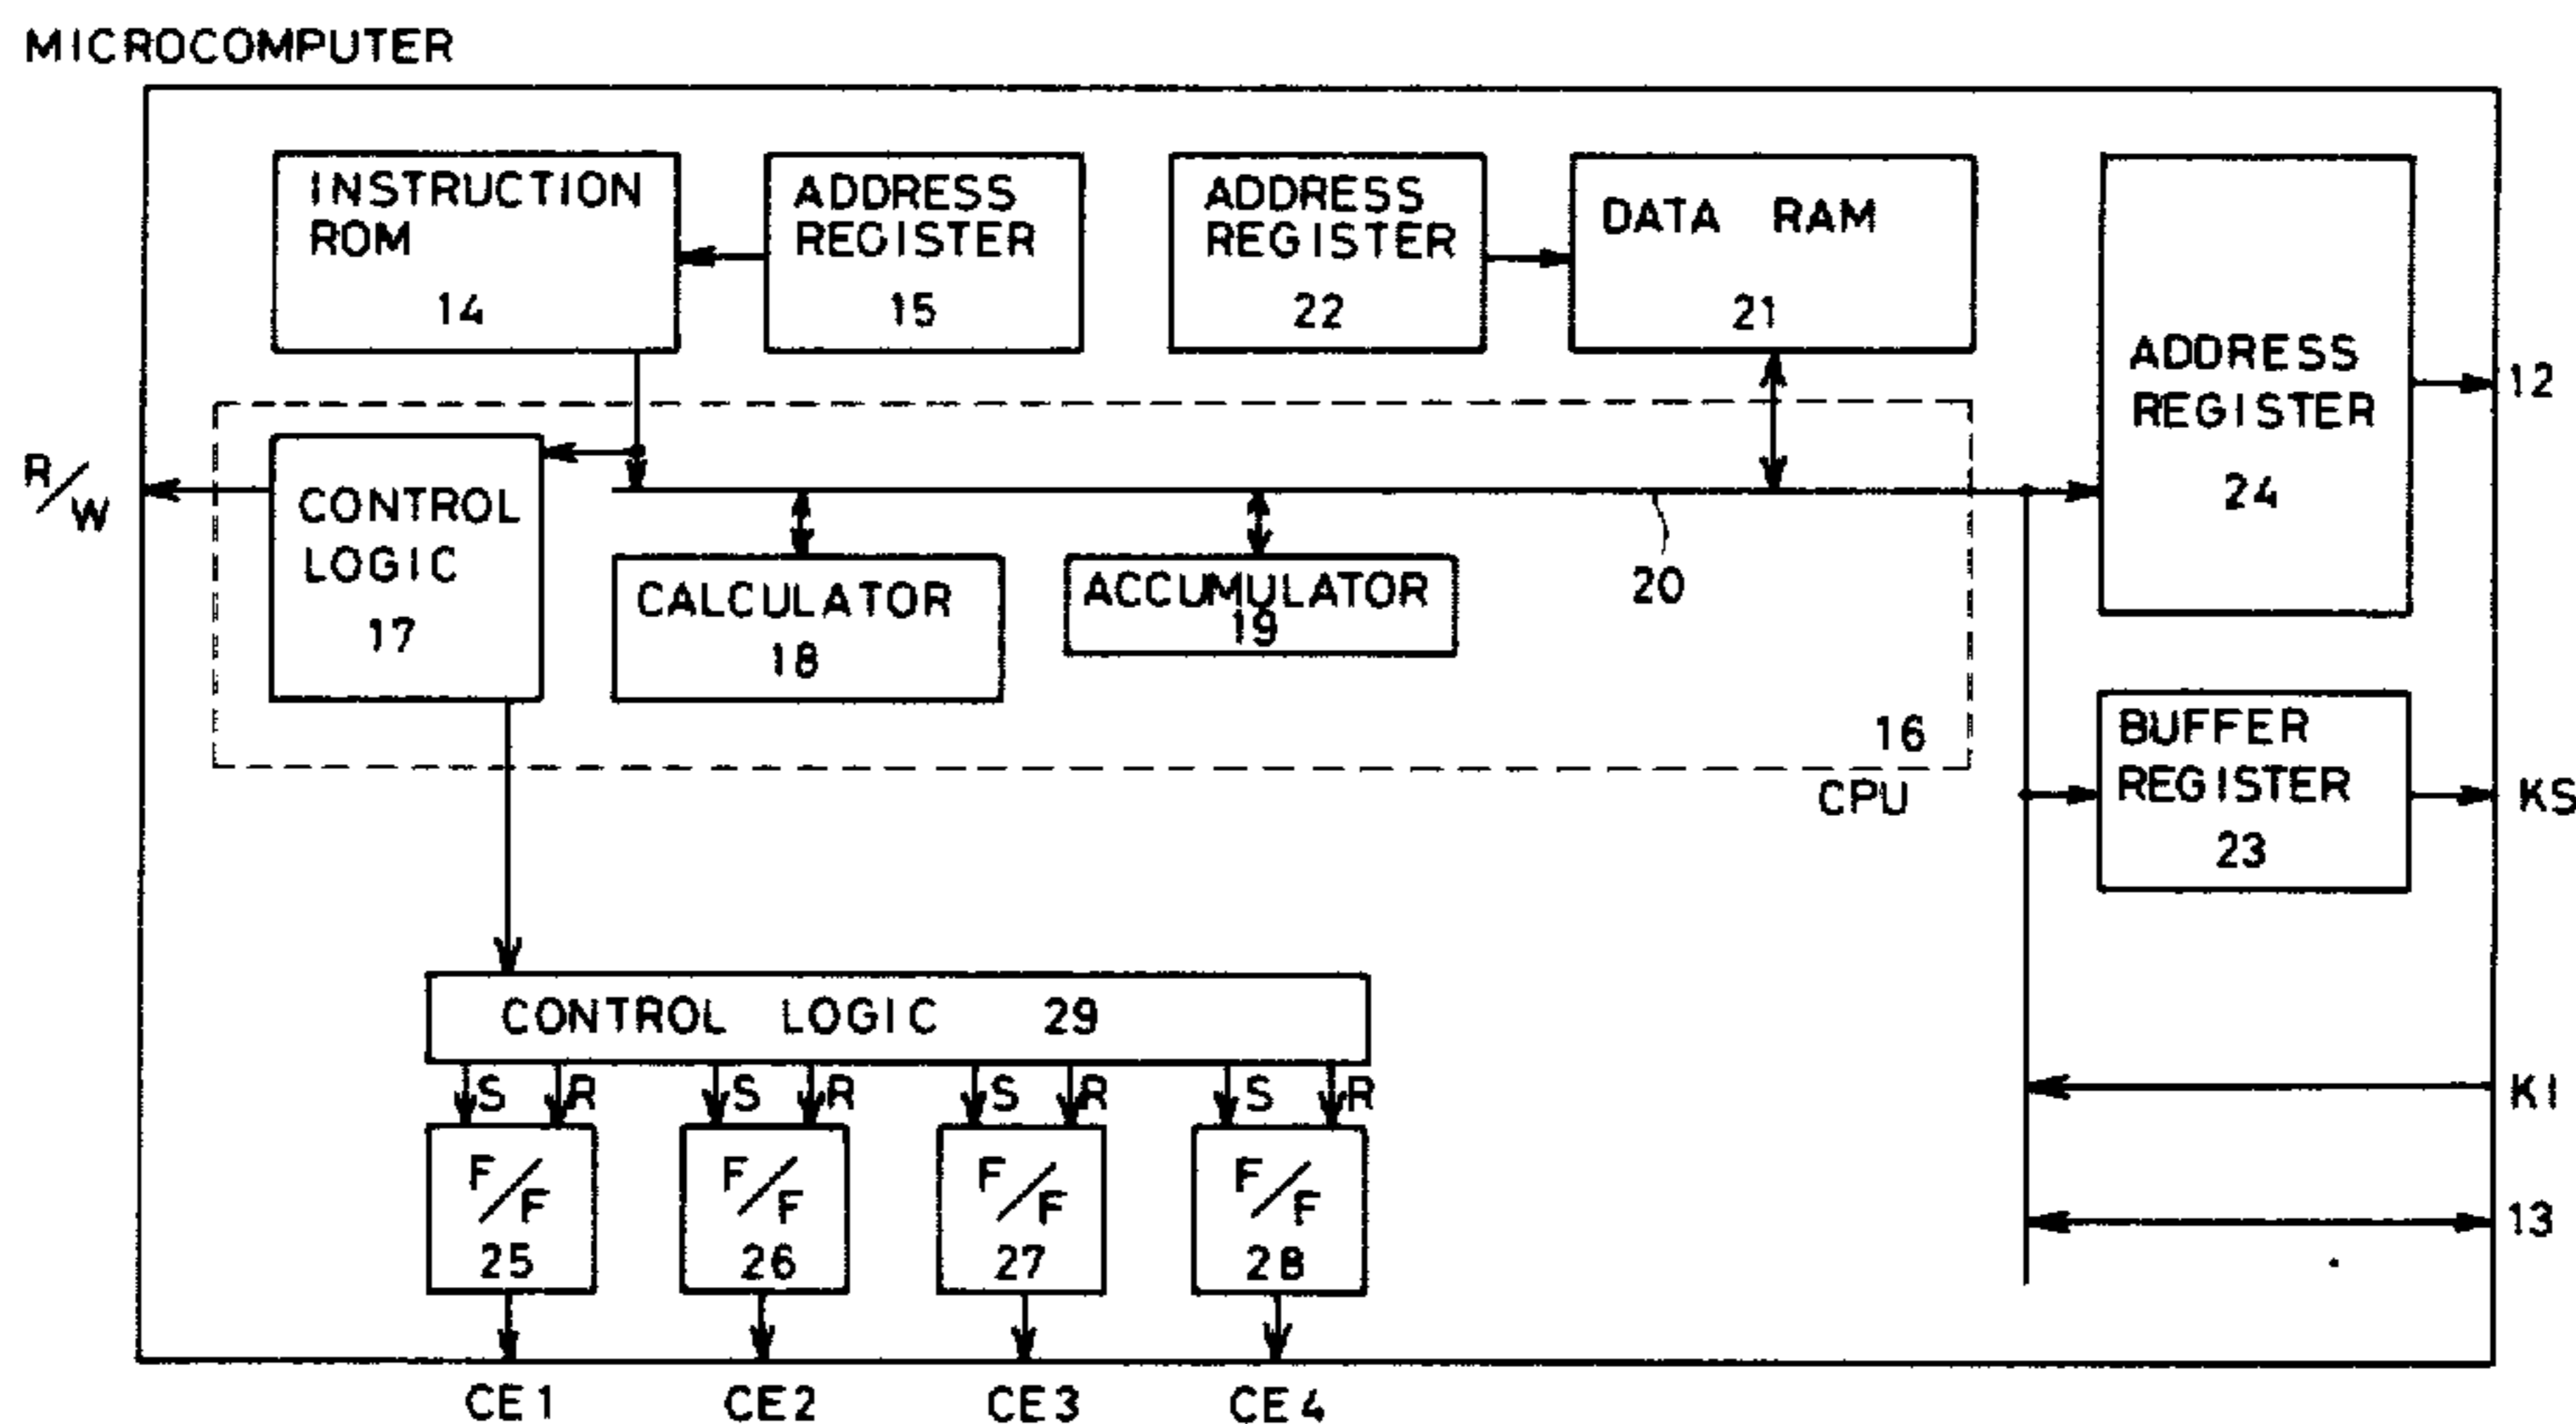 MICROCOMPUTER
INSTRUCTION
ROM
14
ADDRESS
REGISTER
15
ADDRESS
REGISTER
22
DATA RAM
21
ADDRESS
REGISTER
24
12
R/W
CONTROL
LOGIC
17
CALCULATOR
18
ACCUMULATOR
19
20
16
CPU
BUFFER
REGISTER
23
KS
CONTROL LOGIC 29
S R S R S R S R
KI
F/F
25
F/F
26
F/F
27
F/F
28
13
CE1 CE2 CE3 CE4